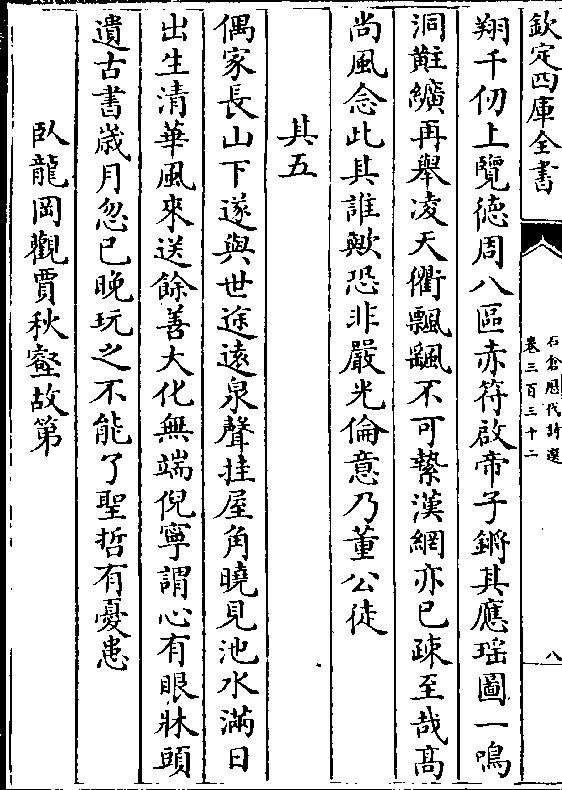 欽定四庫全書
石倉歷代詩選
卷三百三十二
八
翔千仞上覽德周八區赤符啟帝子鏘其應瑤圖一鳴
洞黈纊再舉凌天衢飄飖不可縶漢網亦已疎至哉髙
尚風念此其誰歟恐非嚴光倫意乃董公徒
其五
偶家長山下遂與世途遠泉聲挂屋角曉見池水滿日
出生清華風來送餘善大化無端倪寧謂心有眼牀頭
遺古書歲月忽已晚玩之不能了聖哲有憂患
臥龍岡觀賈秋壑故第